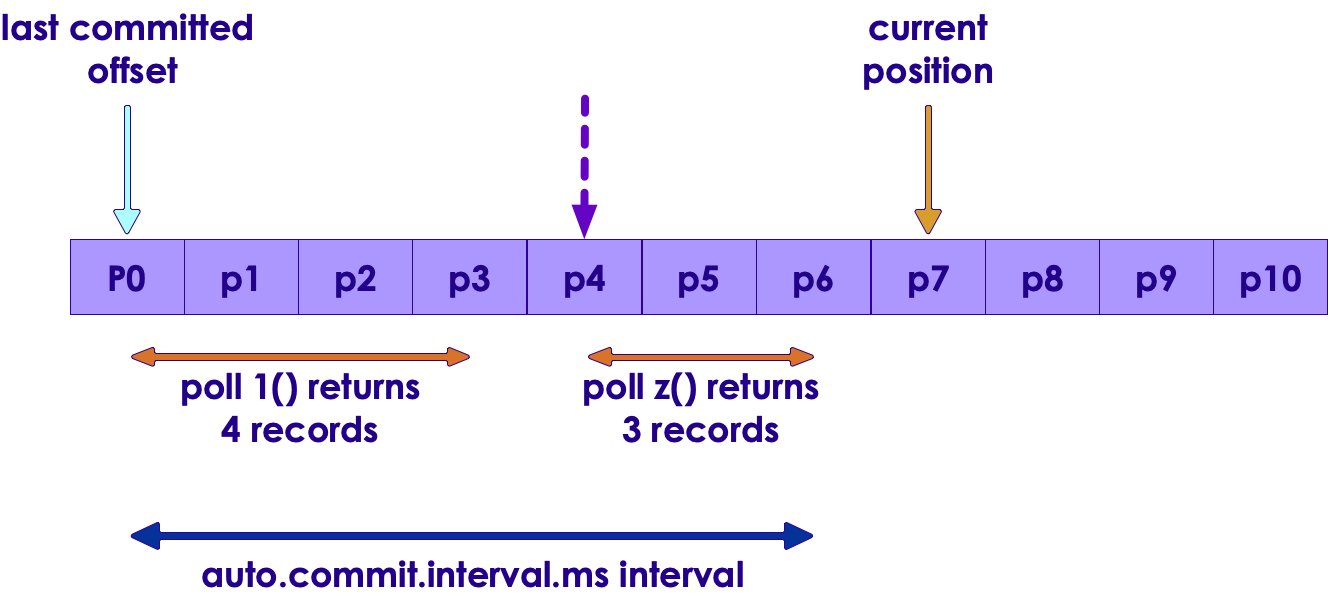 last committed
offset
current
position
P0 p1 p2 p3 p4 p5 p6 p7 p8 p9 p10
poll 1() returns
4 records
poll z() returns
3 records
auto.commit.interval.ms interval